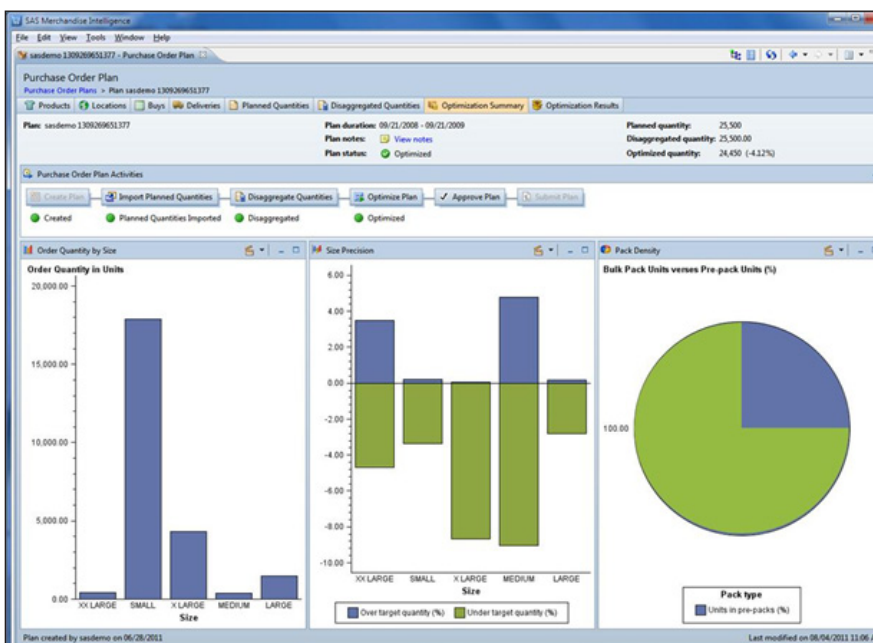 SAS Merchandise Intelligence
File Edit View Tools Window Help
sasdemo 1309269651377 - Purchase Order Plan
Purchase Order Plan
Purchase Order Plans > Plan sasdemo 1309269651377
Products Locations Buys Deliveries Planned Quantities Disaggregated Quantities Optimization Summary Optimization Results
Plan: sasdemo 1309269651377 Plan duration: 09/21/2008 - 09/21/2009 Planned quantity: 25,500
Plan notes: View notes Disaggregated quantity: 25,500.00
Plan status: Optimized Optimized quantity: 24,450 (-4.12%)
Purchase Order Plan Activities
Create Plan Import Planned Quantities Disaggregate Quantities Optimize Plan Approve Plan Submit Plan
Created Planned Quantities Imported Disaggregated Optimized
Order Quantity by Size
Order Quantity in Units
20,000.00
15,000.00
10,000.00
5,000.00
0.00
XX LARGE SMALL X LARGE MEDIUM LARGE
Size
Size Precision
6.00
4.00
2.00
0.00
-2.00
-4.00
-6.00
-8.00
-10.00
XX LARGE SMALL X LARGE MEDIUM LARGE
Size
Over target quantity (%) Under target quantity (%)
Pack Density
Bulk Pack Units verses Pre-pack Units (%)
100.00
Pack type
Units in pre-packs (%)
Plan created by sasdemo on 06/28/2011 Last modified on 08/04/2011 11:06